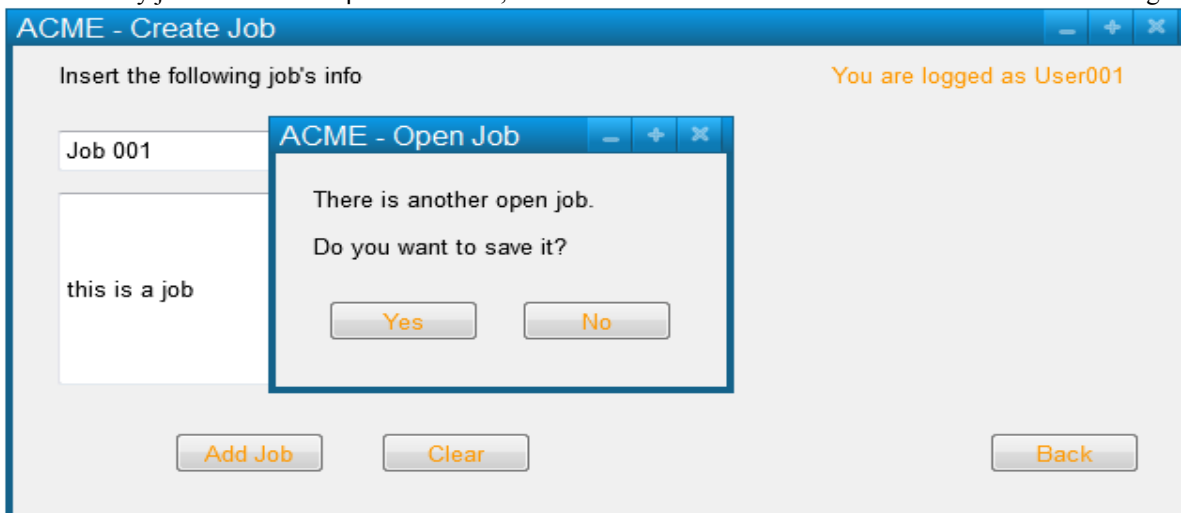 ACME - Create Job
Insert the following job's info
You are logged as User001
Job 001
this is a job
ACME - Open Job
There is another open job.
Do you want to save it?
Yes
No
Add Job
Clear
Back